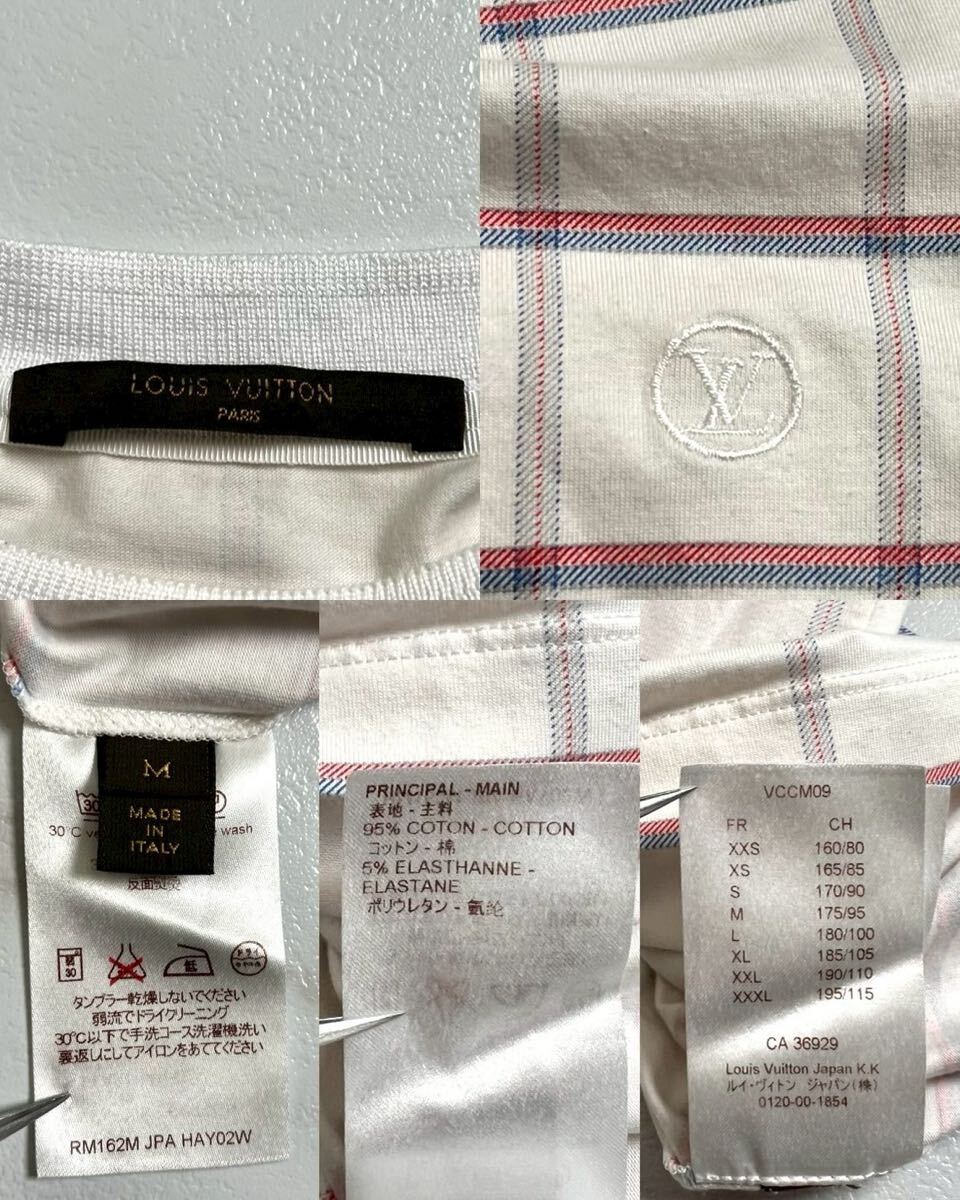 LOUIS VUITTON
PARIS
LV
M
MADE
IN
ITALY
30
30°C
wash
30
低
ドライ
タンブラー乾燥しないでください
弱流でドライクリーニング
30℃以下で手洗コース洗濯機洗い
裏返しにしてアイロンをあててください
RM162M JPA HAY02W
PRINCIPAL - MAIN
表地 - 主料
95% COTON - COTTON
コットン - 棉
5% ELASTHANNE -
ELASTANE
ポリウレタン - 氨纶
VCCM09
FR CH
XXS 160/80
XS 165/85
S 170/90
M 175/95
L 180/100
XL 185/105
XXL 190/110
XXXL 195/115
CA 36929
Louis Vuitton Japan K.K
ルイ・ヴィトン ジャパン(株)
0120-00-1854